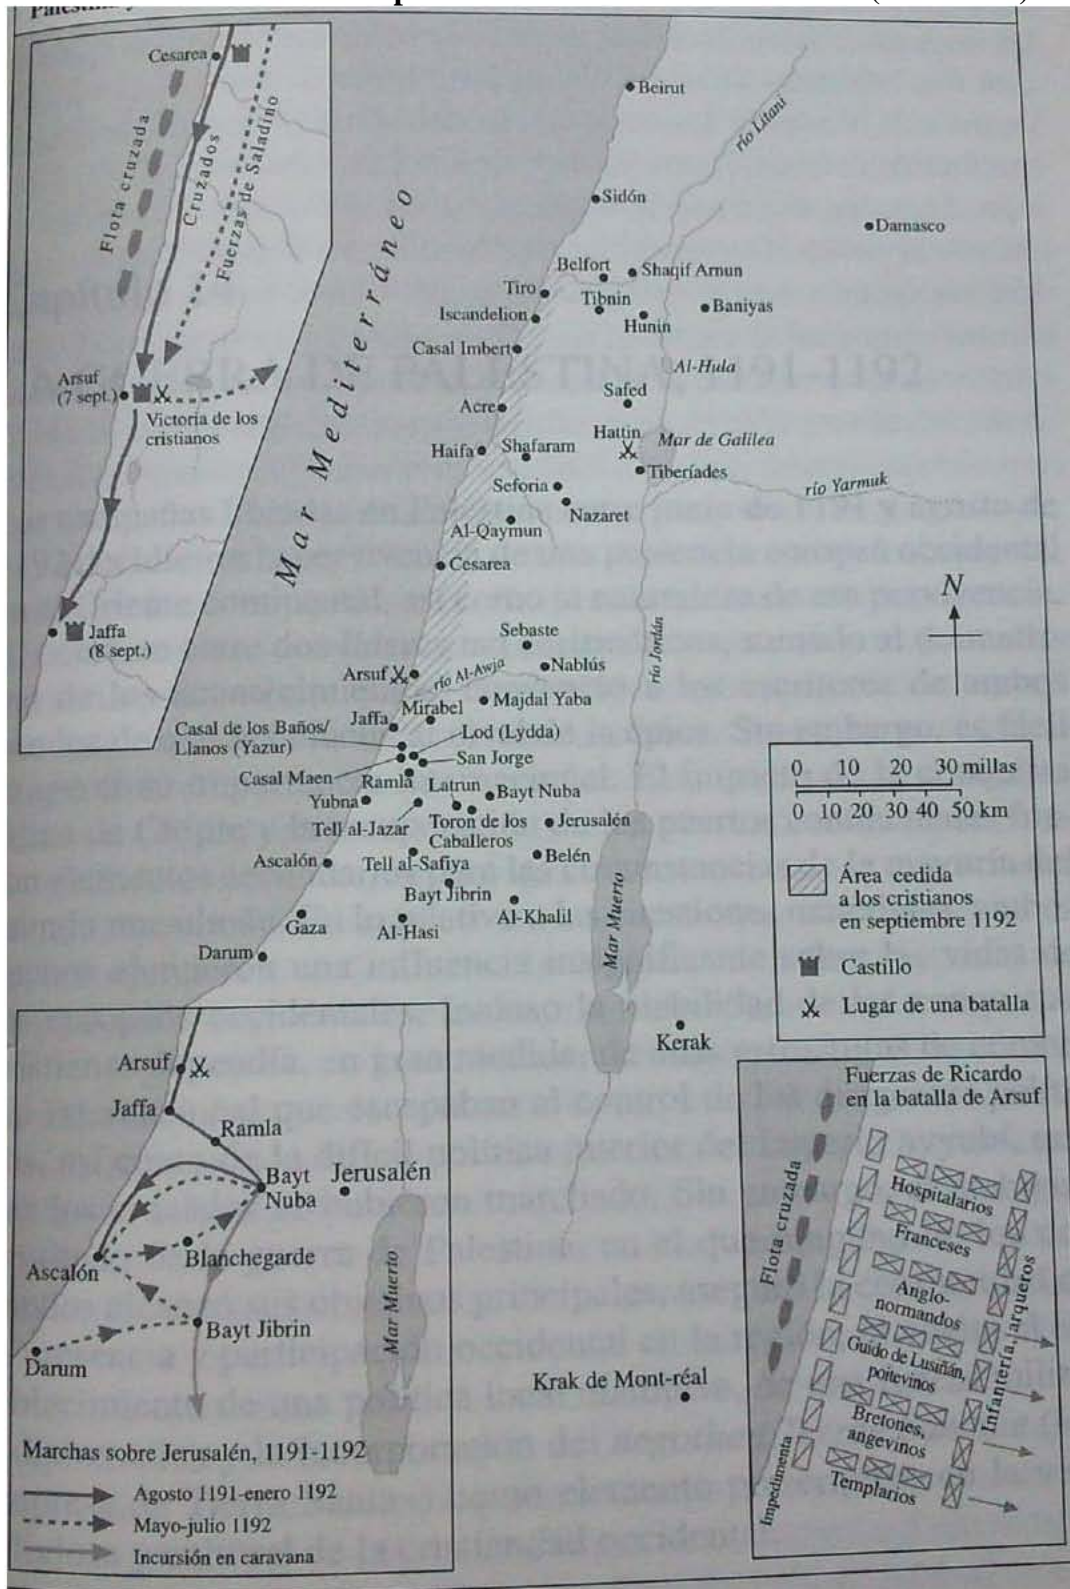 Cesarea
Flota cruzada
Cruzados
Fuerzas de Saladino
Arsuf
(7 sept.)
Victoria de los
cristianos
Jaffa
(8 sept.)
Mar Mediterráneo
Beirut
río Litani
Sidón
Damasco
Belfort
Shaqif Arnun
Tiro
Tibnin
Baniyas
Iscandelion
Hunin
Casal Imbert
Al-Hula
Safed
Acre
Hattin
Mar de Galilea
Haifa
Shafaram
Tiberíades
Seforia
río Yarmuk
Nazaret
Al-Qaymun
Cesarea
N
Sebaste
río Jordán
Nablús
Arsuf
río Al-Awja
Majdal Yaba
Mirabel
Jaffa
Casal de los Baños/
Llanos (Yazur)
Lod (Lydda)
San Jorge
Casal Maen
Ramla
Latrun
Bayt Nuba
Yubna
Tell al-Jazar
Toron de los
Caballeros
Jerusalén
Ascalón
Tell al-Safiya
Belén
Bayt Jibrin
Al-Khalil
Gaza
Al-Hasi
Darum
Mar Muerto
Kerak
Krak de Mont-réal
0 10 20 30 millas
0 10 20 30 40 50 km
Área cedida
a los cristianos
en septiembre 1192
Castillo
Lugar de una batalla
Arsuf
Jaffa
Ramla
Bayt
Nuba
Jerusalén
Blanchegarde
Ascalón
Bayt Jibrin
Darum
Mar Muerto
Marchas sobre Jerusalén, 1191-1192
Agosto 1191-enero 1192
Mayo-julio 1192
Incursión en caravana
Fuerzas de Ricardo
en la batalla de Arsuf
Flota cruzada
Hospitalarios
Franceses
Anglo-
normandos
Guido de Lusiñán,
poitevinos
Bretones,
angevinos
Templarios
Infantería, arqueros
Impedimenta